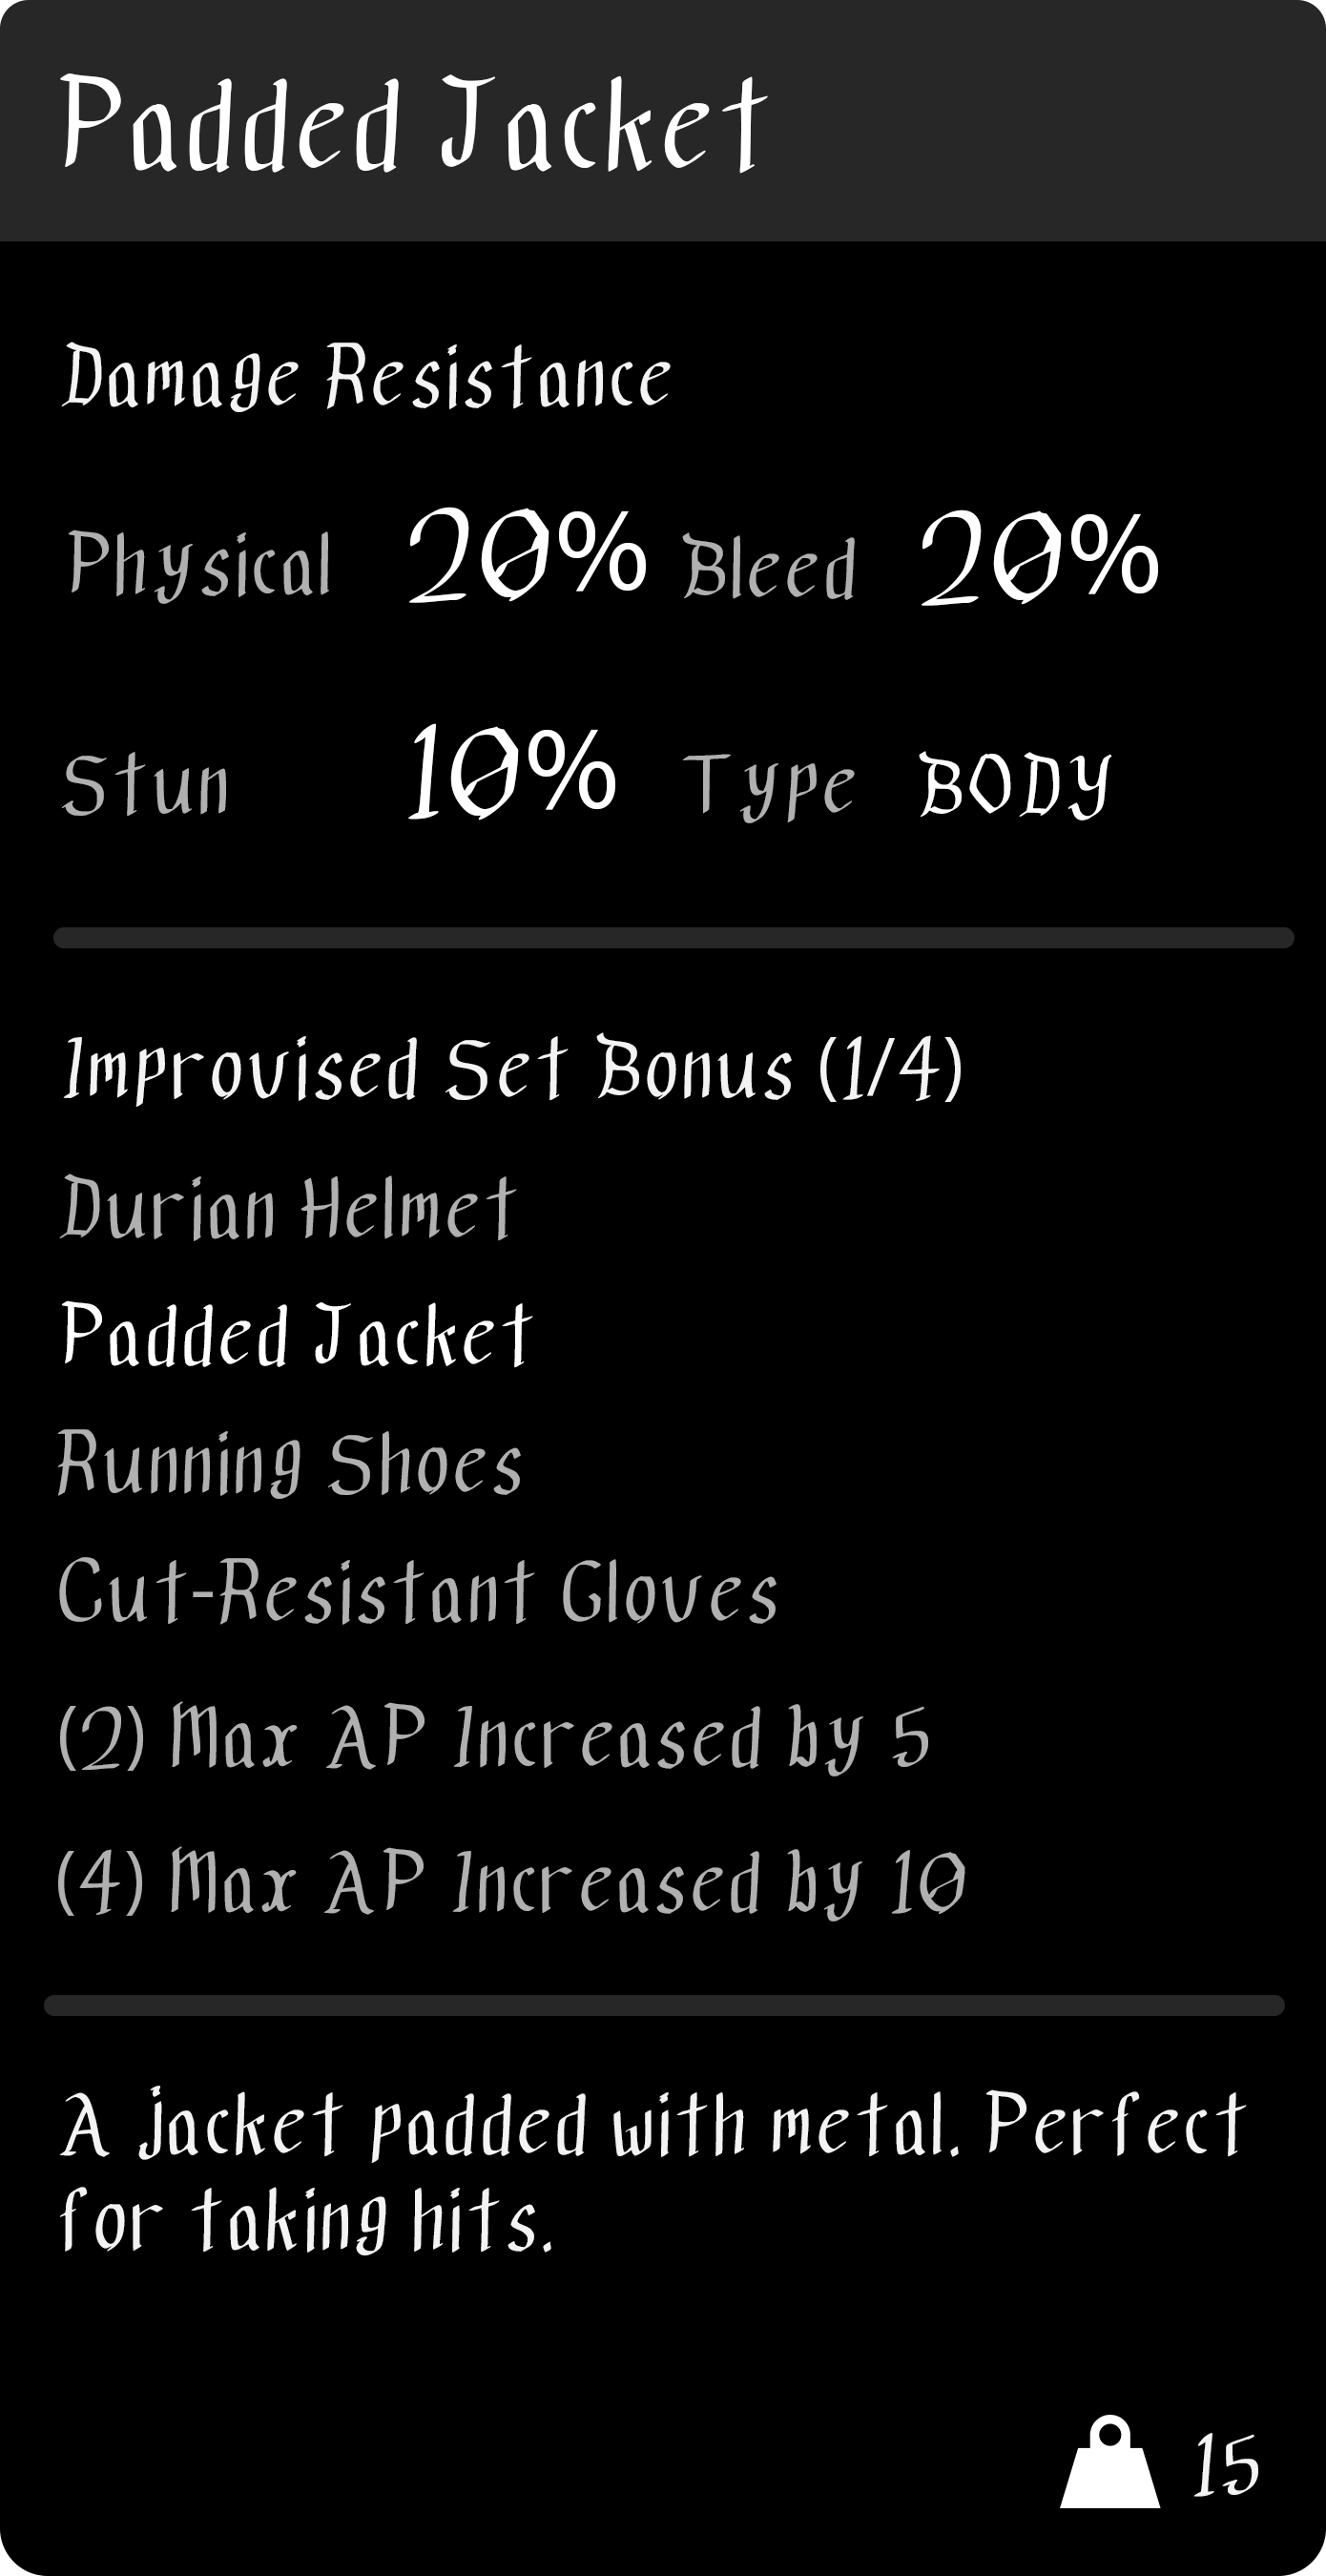 Padded Jacket
Damage Resistance
Physical 20% Bleed 20%
Stun 10% Type BODY
Improvised Set Bonus (1/4)
Durian Helmet
Padded Jacket
Running Shoes
Cut-Resistant Gloves
(2) Max AP Increased by 5
(4) Max AP Increased by 10
A jacket padded with metal. Perfect
for taking hits.
15